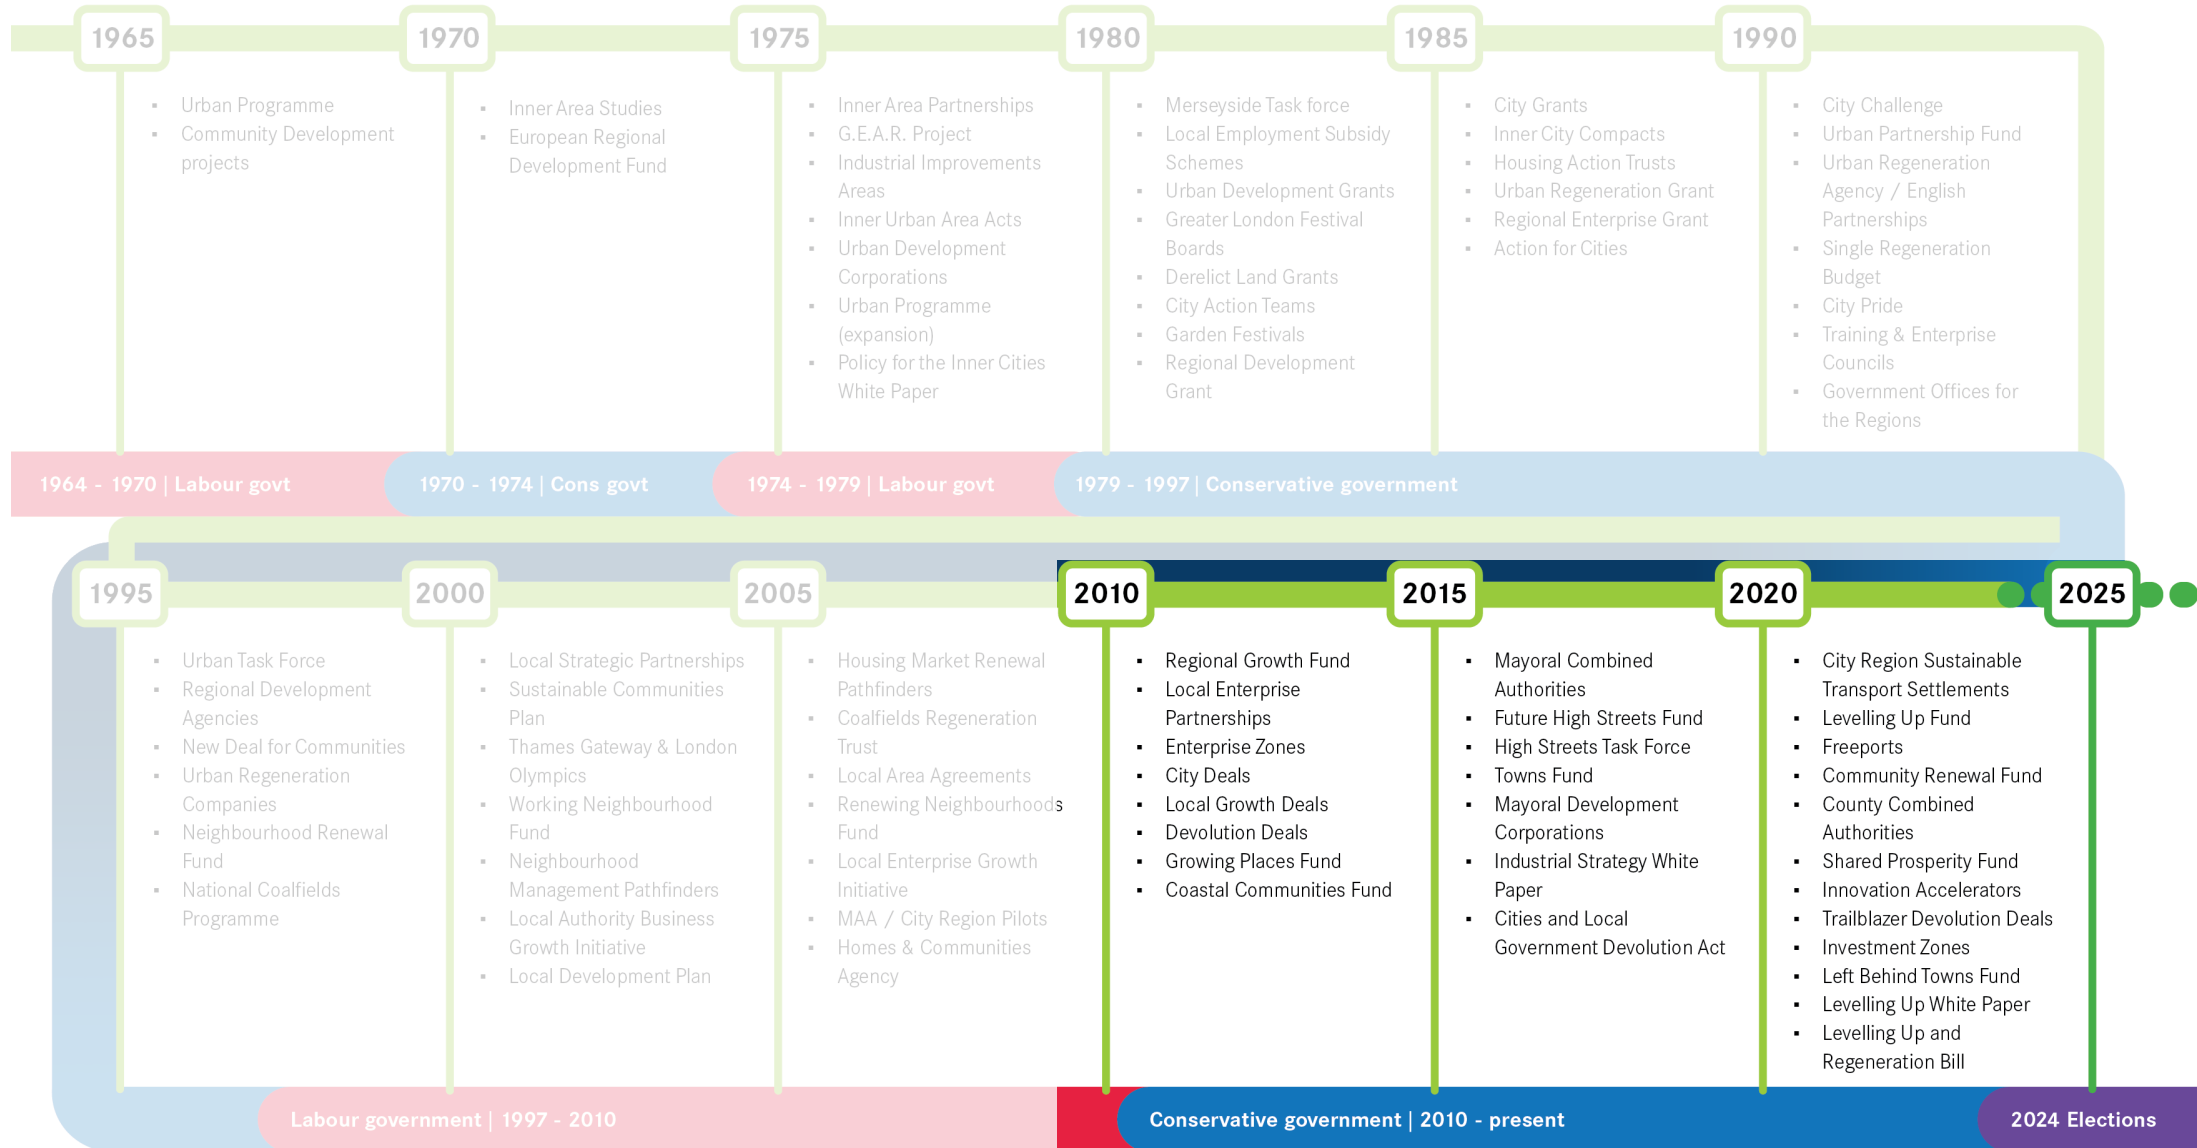 1965
1970
1975
1980
1985
1990
▪ Urban Programme
▪ Community Development
projects
▪ Inner Area Studies
▪ European Regional
Development Fund
▪ Inner Area Partnerships
▪ G.E.A.R. Project
▪ Industrial Improvements
Areas
▪ Inner Urban Area Acts
▪ Urban Development
Corporations
▪ Urban Programme
(expansion)
▪ Policy for the Inner Cities
White Paper
▪ Merseyside Task force
▪ Local Employment Subsidy
Schemes
▪ Urban Development Grants
▪ Greater London Festival
Boards
▪ Derelict Land Grants
▪ City Action Teams
▪ Garden Festivals
▪ Regional Development
Grant
▪ City Grants
▪ Inner City Compacts
▪ Housing Action Trusts
▪ Urban Regeneration Grant
▪ Regional Enterprise Grant
▪ Action for Cities
▪ City Challenge
▪ Urban Partnership Fund
▪ Urban Regeneration
Agency / English
Partnerships
▪ Single Regeneration
Budget
▪ City Pride
▪ Training & Enterprise
Councils
▪ Government Offices for
the Regions
1964 - 1970 | Labour govt
1970 - 1974 | Cons govt
1974 - 1979 | Labour govt
1979 - 1997 | Conservative government
1995
2000
2005
2010
2015
2020
2025
▪ Urban Task Force
▪ Regional Development
Agencies
▪ New Deal for Communities
▪ Urban Regeneration
Companies
▪ Neighbourhood Renewal
Fund
▪ National Coalfields
Programme
▪ Local Strategic Partnerships
▪ Sustainable Communities
Plan
▪ Thames Gateway & London
Olympics
▪ Working Neighbourhood
Fund
▪ Neighbourhood
Management Pathfinders
▪ Local Authority Business
Growth Initiative
▪ Local Development Plan
▪ Housing Market Renewal
Pathfinders
▪ Coalfields Regeneration
Trust
▪ Local Area Agreements
▪ Renewing Neighbourhoods
Fund
▪ Local Enterprise Growth
Initiative
▪ MAA / City Region Pilots
▪ Homes & Communities
Agency
▪ Regional Growth Fund
▪ Local Enterprise
Partnerships
▪ Enterprise Zones
▪ City Deals
▪ Local Growth Deals
▪ Devolution Deals
▪ Growing Places Fund
▪ Coastal Communities Fund
▪ Mayoral Combined
Authorities
▪ Future High Streets Fund
▪ High Streets Task Force
▪ Towns Fund
▪ Mayoral Development
Corporations
▪ Industrial Strategy White
Paper
▪ Cities and Local
Government Devolution Act
▪ City Region Sustainable
Transport Settlements
▪ Levelling Up Fund
▪ Freeports
▪ Community Renewal Fund
▪ County Combined
Authorities
▪ Shared Prosperity Fund
▪ Innovation Accelerators
▪ Trailblazer Devolution Deals
▪ Investment Zones
▪ Left Behind Towns Fund
▪ Levelling Up White Paper
▪ Levelling Up and
Regeneration Bill
Labour government | 1997 - 2010
Conservative government | 2010 - present
2024 Elections